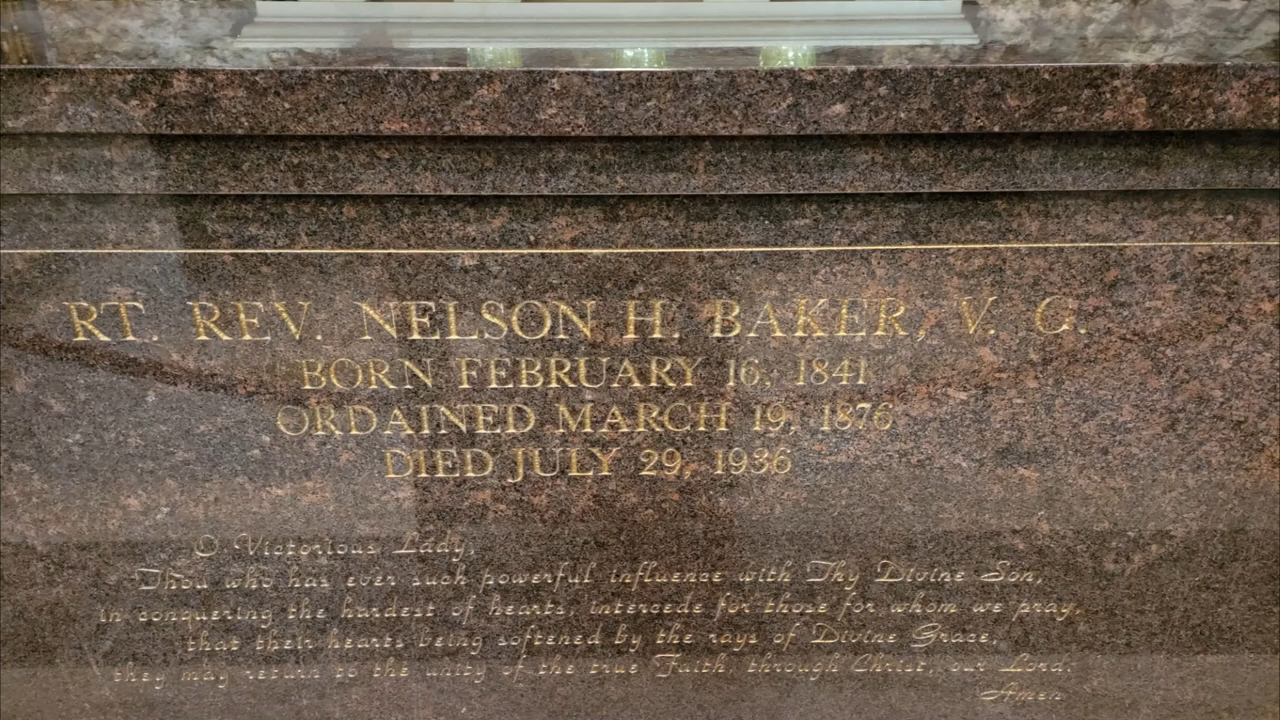 RT. REV. NELSON H. BAKER, V. G.
BORN FEBRUARY 16, 1841
ORDAINED MARCH 19, 1876
DIED JULY 29, 1936
O Victorious Lady,
Thou who has ever such powerful influence with Thy Divine Son,
in conquering the hardest of hearts, intercede for those for whom we pray,
that their hearts being softened by the rays of Divine Grace,
they may return to the unity of the true Faith, through Christ, our Lord.
Amen